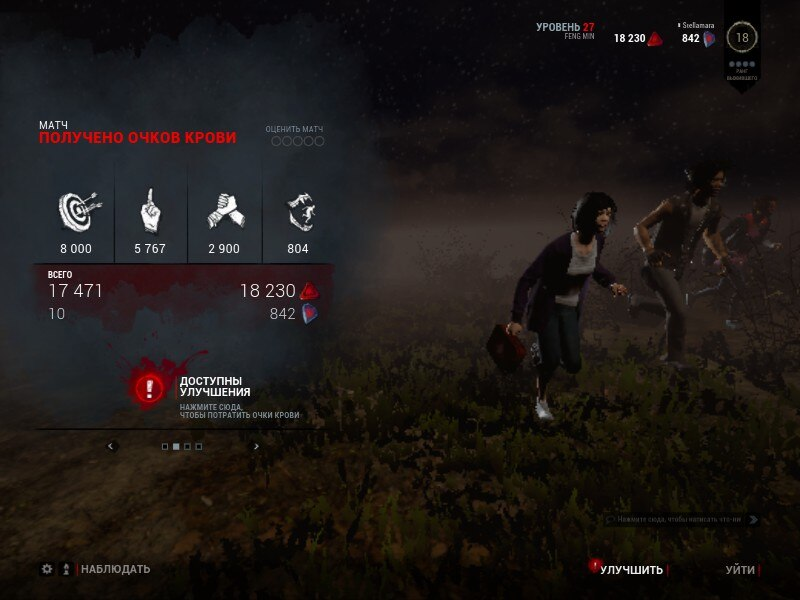 УРОВЕНЬ 27
FENG MIN
18 230
Stellamara
842
18
РАНГ
ВЫЖИВШЕГО
МАТЧ
ПОЛУЧЕНО ОЧКОВ КРОВИ
ОЦЕНИТЬ МАТЧ
8 000
5 767
2 900
804
ВСЕГО
17 471
18 230
10
842
ДОСТУПНЫ
УЛУЧШЕНИЯ
НАЖМИТЕ СЮДА,
ЧТОБЫ ПОТРАТИТЬ ОЧКИ КРОВИ
Нажмите сюда, чтобы написать что-ни
НАБЛЮДАТЬ
УЛУЧШИТЬ
УЙТИ